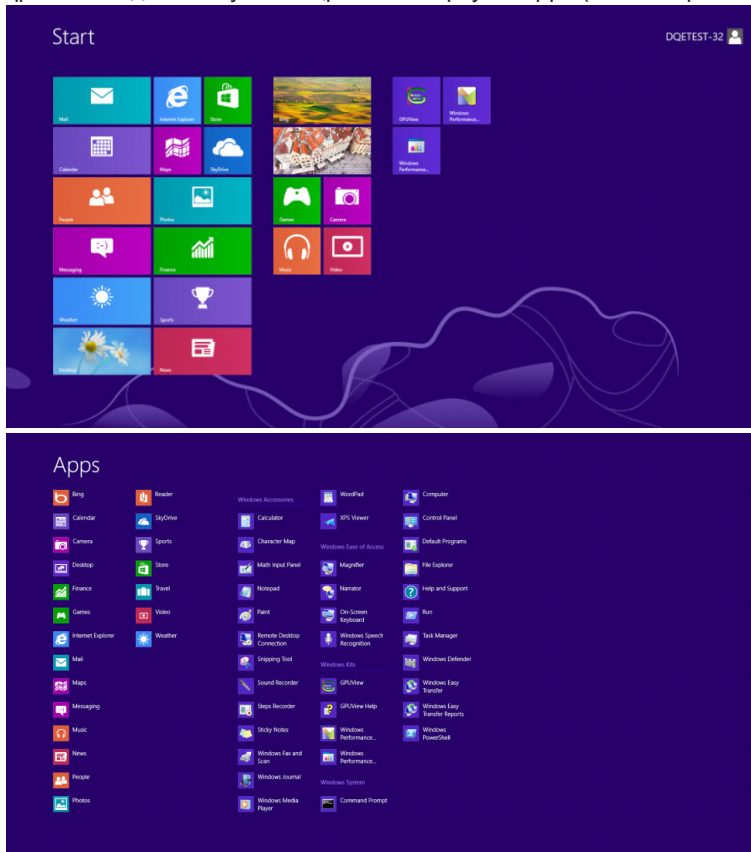 Start
DQETEST-32
Mail
Internet Explorer
Store
Bing
GPUView
Windows
Performance...
Calendar
Maps
SkyDrive
Windows
Performance...
People
Photos
Games
Camera
Messaging
Finance
Music
Video
Weather
Sports
Desktop
News
Apps
Bing
Calendar
Camera
Desktop
Finance
Games
Internet Explorer
Mail
Maps
Messaging
Music
News
People
Photos
Reader
SkyDrive
Sports
Store
Travel
Video
Weather
Windows Accessories
Calculator
Character Map
Math Input Panel
Notepad
Paint
Remote Desktop
Connection
Snipping Tool
Sound Recorder
Steps Recorder
Sticky Notes
Windows Fax and
Scan
Windows Journal
Windows Media
Player
WordPad
XPS Viewer
Windows Ease of Access
Magnifier
Narrator
On-Screen
Keyboard
Windows Speech
Recognition
Windows Kits
GPUView
GPUView Help
Windows
Performance...
Windows
Performance...
Windows System
Command Prompt
Computer
Control Panel
Default Programs
File Explorer
Help and Support
Run
Task Manager
Windows Defender
Windows Easy
Transfer
Windows Easy
Transfer Reports
Windows
PowerShell